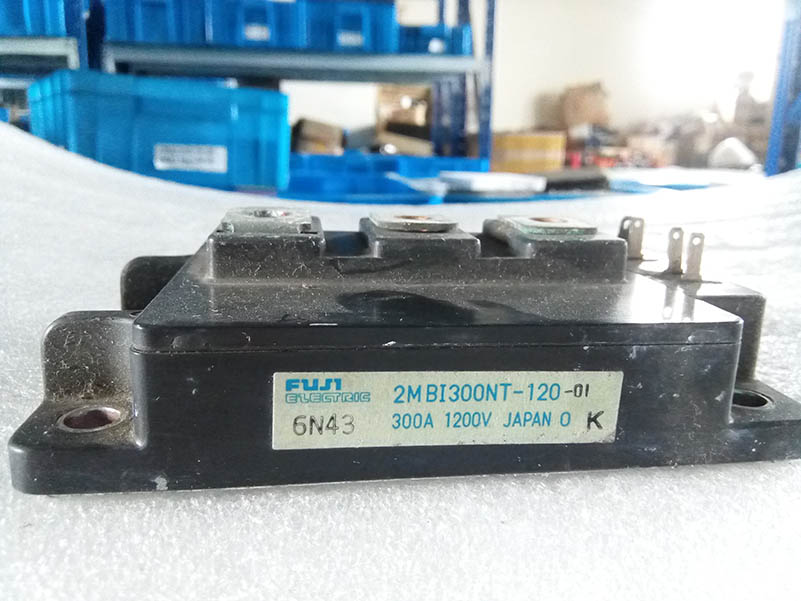 FUJI ELECTRIC
2MBI300NT-120-01
6N43
300A 1200V JAPAN O K